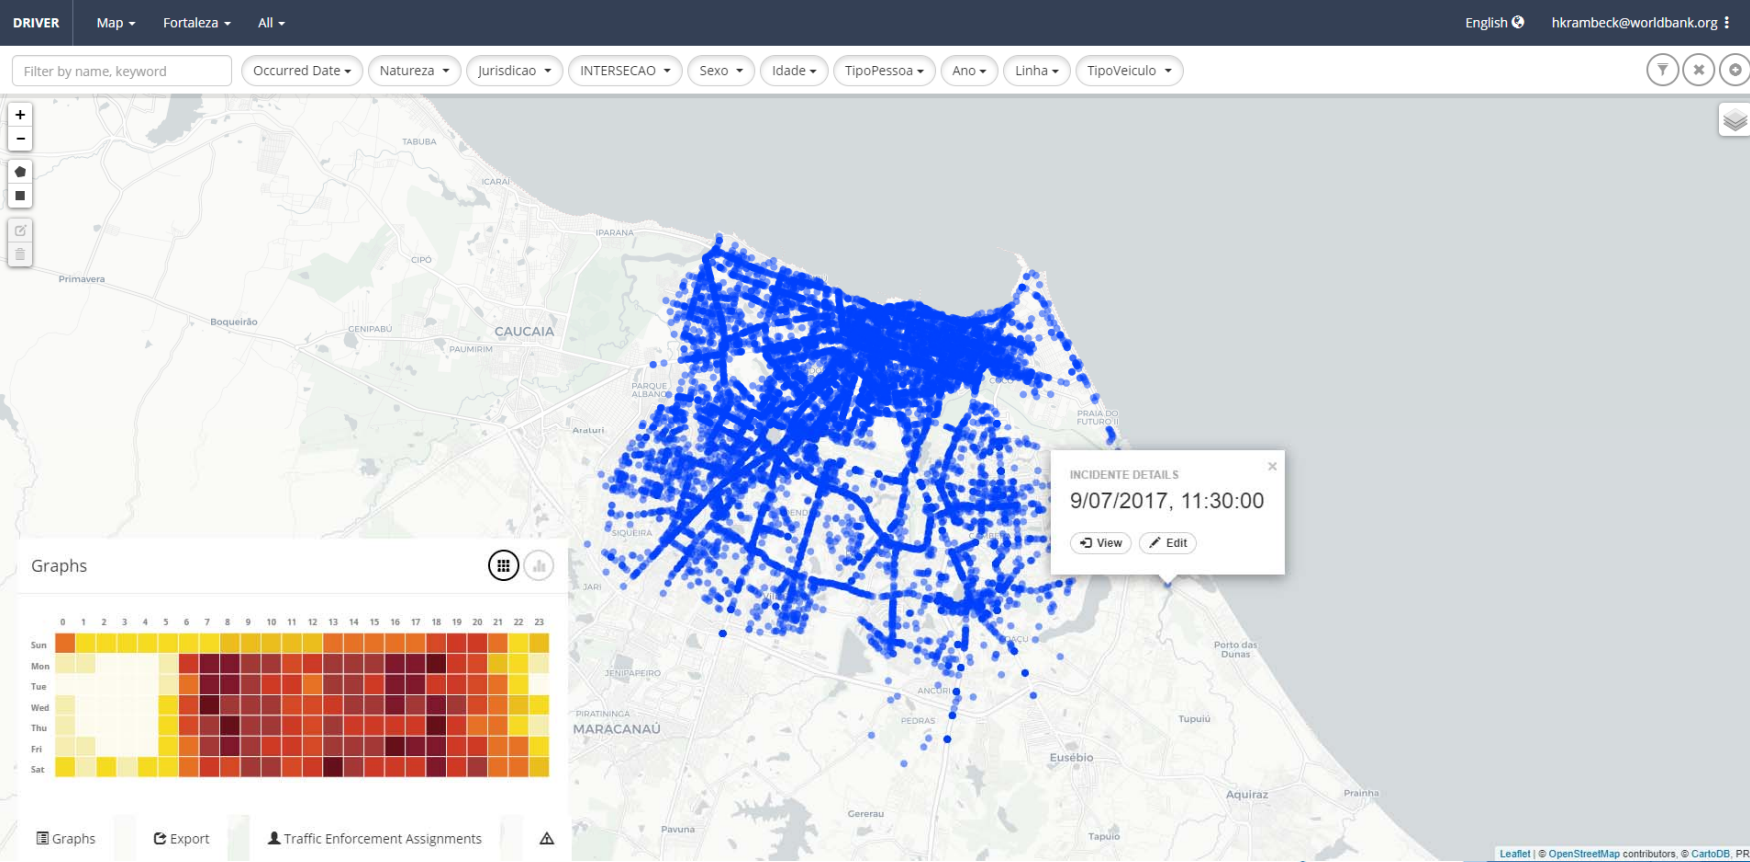 DRIVER Map Fortaleza All English hkrambeck@worldbank.org
Filter by name, keyword Occurred Date Natureza Jurisdicao INTERSECAO Sexo Idade TipoPessoa Ano Linha TipoVeiculo
+
−
TABUBA
ICARAÍ
IPARANA
CIPÓ
Primavera
Boqueirão
GENIPABU
CAUCAIA
PAUMIRIM
PARQUE
ALBANO
Araturi
PRAIA DO
FUTURO II
SIQUEIRA
JARI
INCIDENTE DETAILS
9/07/2017, 11:30:00
View Edit
Porto das
Dunas
JENIPAPEIRO
ANCURI
PIRATININGA
MARACANAÚ
PEDRAS
Tupuiú
Eusébio
Aquiraz
Prainha
Gererau
Pavuna
Tapuio
Graphs
0 1 2 3 4 5 6 7 8 9 10 11 12 13 14 15 16 17 18 19 20 21 22 23
Sun
Mon
Tue
Wed
Thu
Fri
Sat
Graphs Export Traffic Enforcement Assignments
Leaflet | © OpenStreetMap contributors, © CartoDB, PR